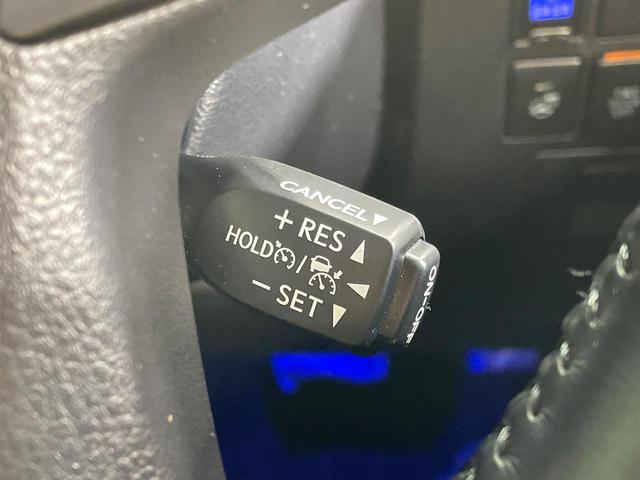 CANCEL▼
+ RES ▲
HOLD / ◀
− SET ▼
ON-OFF